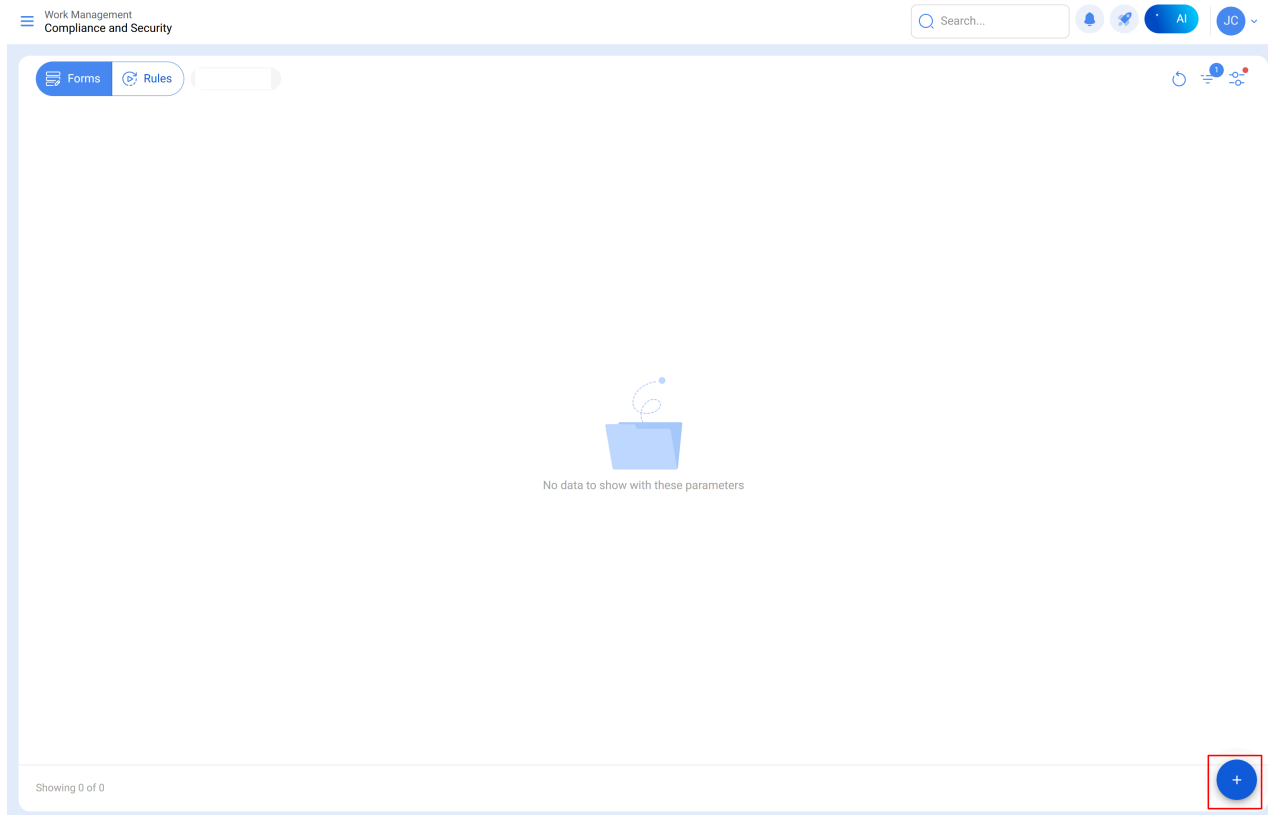 Work Management
Compliance and Security
Search...
AI
JC
Forms
Rules
1
No data to show with these parameters
Showing 0 of 0
+